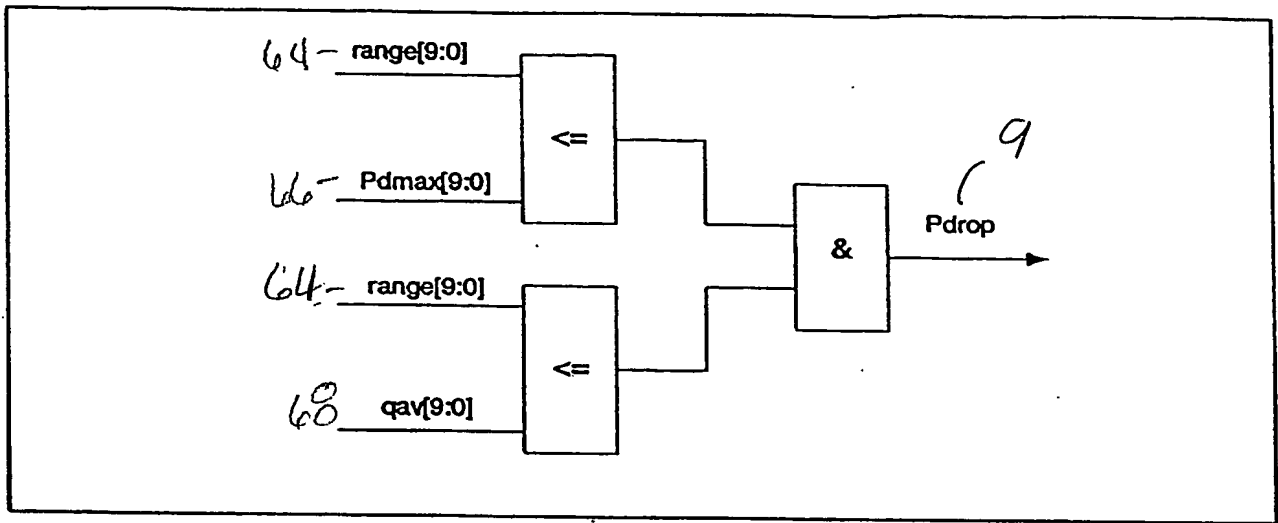 64 - range[9:0]
<=
66 - Pdmax[9:0]
9
Pdrop
&
64 - range[9:0]
<=
68 qav[9:0]